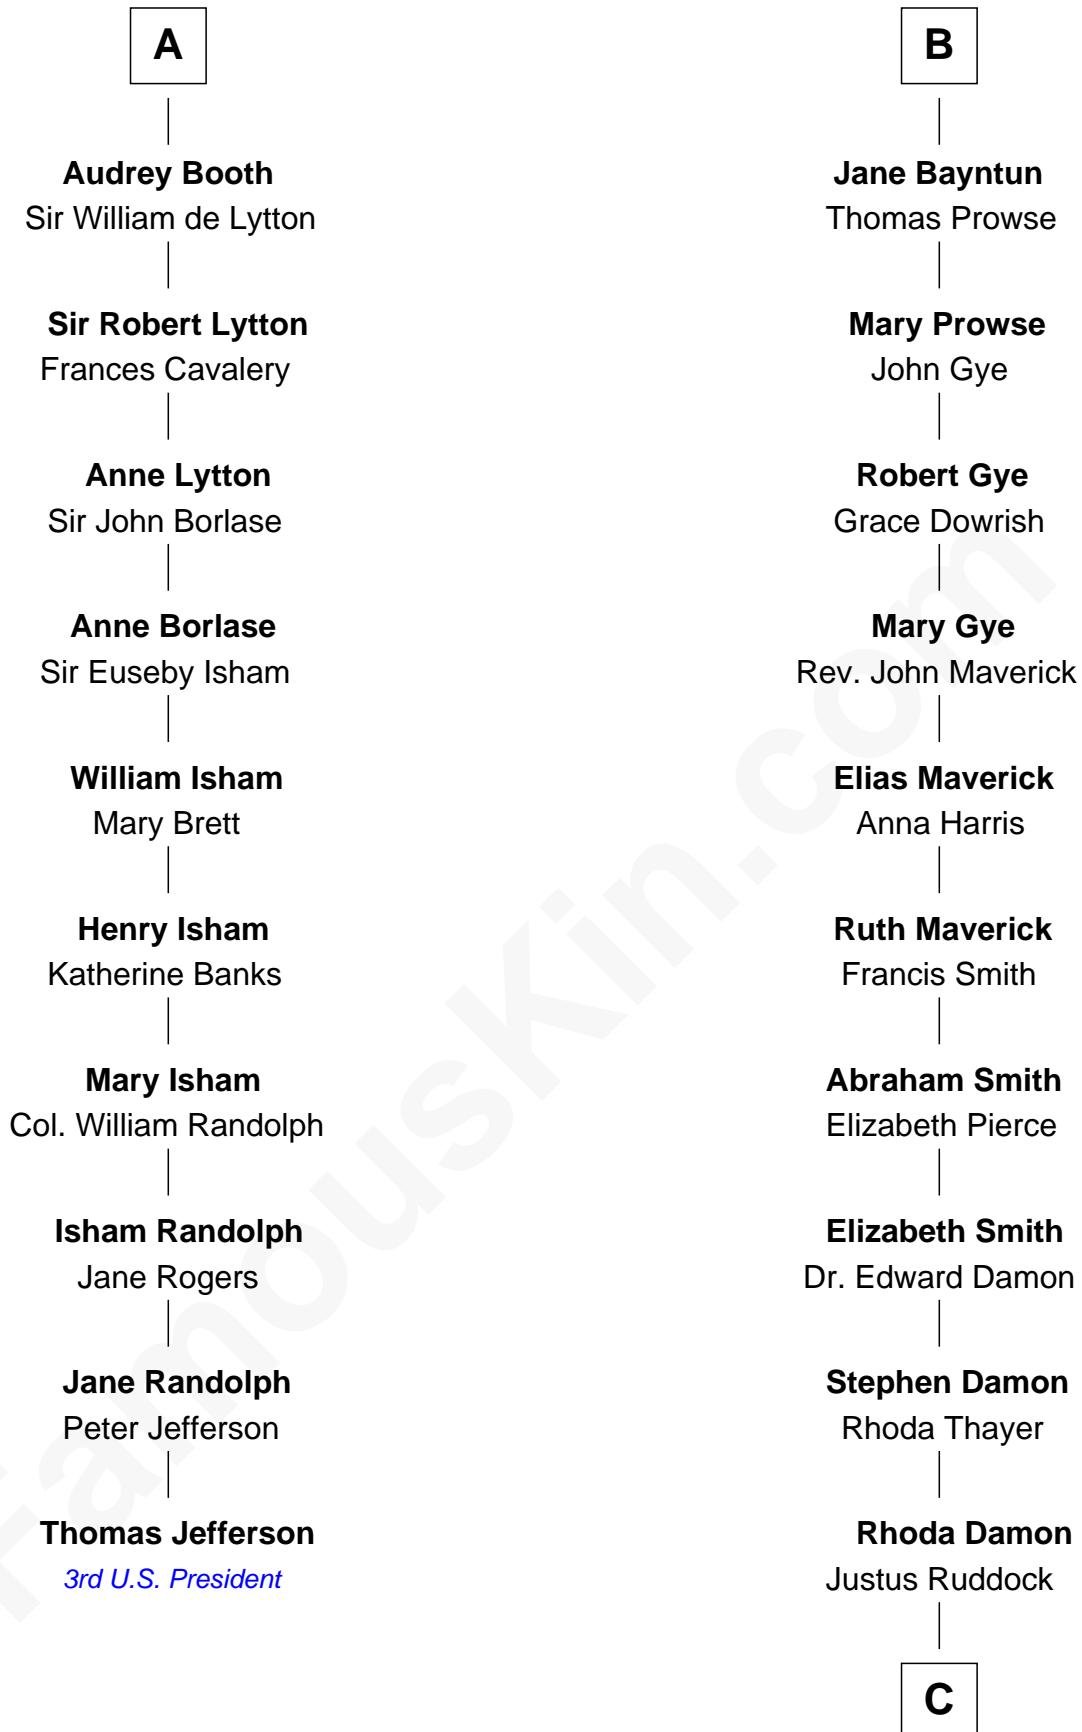 A
Audrey Booth
Sir William de Lytton
Sir Robert Lytton
Frances Cavalery
Anne Lytton
Sir John Borlase
Anne Borlase
Sir Euseby Isham
William Isham
Mary Brett
Henry Isham
Katherine Banks
Mary Isham
Col. William Randolph
Isham Randolph
Jane Rogers
Jane Randolph
Peter Jefferson
Thomas Jefferson
3rd U.S. President
B
Jane Bayntun
Thomas Prowse
Mary Prowse
John Gye
Robert Gye
Grace Dowrish
Mary Gye
Rev. John Maverick
Elias Maverick
Anna Harris
Ruth Maverick
Francis Smith
Abraham Smith
Elizabeth Pierce
Elizabeth Smith
Dr. Edward Damon
Stephen Damon
Rhoda Thayer
Rhoda Damon
Justus Ruddock
C
FamousKin.com